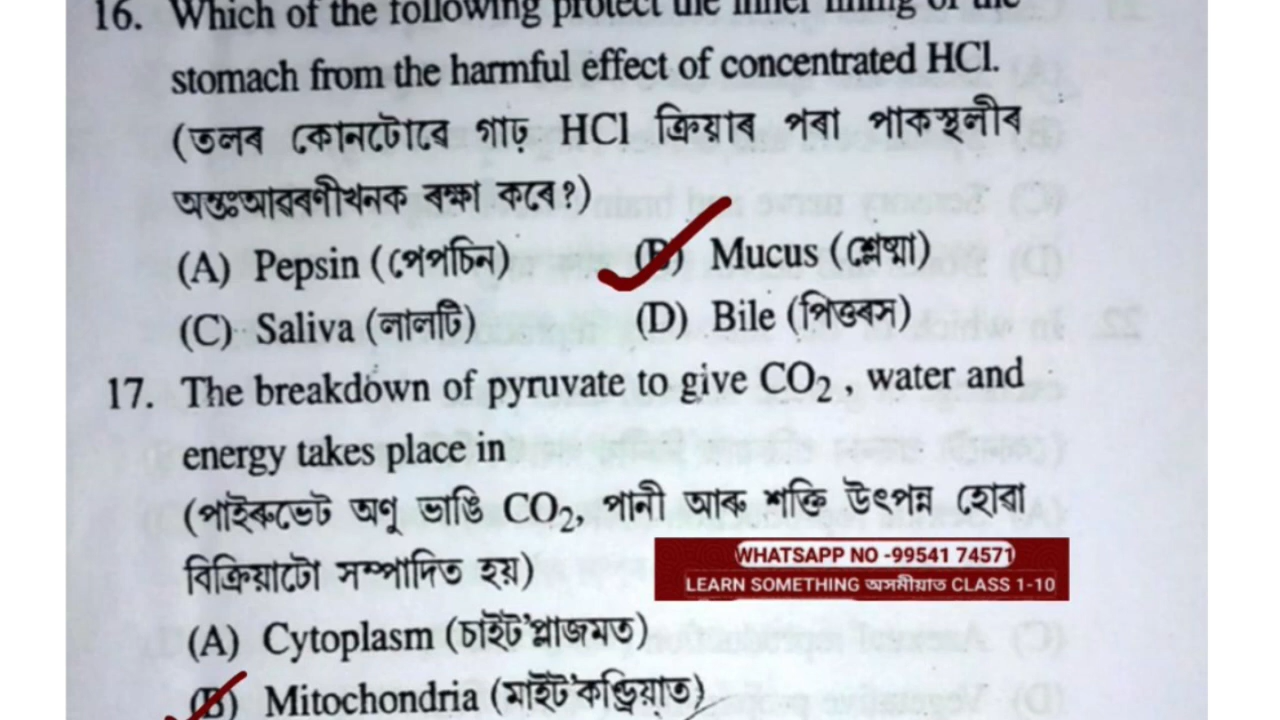 16. Which of the following protect the inner lining of the
stomach from the harmful effect of concentrated HCl.
(তলৰ কোনটোৱে গাঢ় HCl ক্ৰিয়াৰ পৰা পাকস্থলীৰ
অন্তঃআৱৰণীখনক ৰক্ষা কৰে?)
(A) Pepsin (পেপচিন) (B) Mucus (শ্লেষ্মা)
(C) Saliva (লালটি) (D) Bile (পিত্তৰস)
17. The breakdown of pyruvate to give CO₂, water and
energy takes place in
(পাইৰুভেট অণু ভাঙি CO₂, পানী আৰু শক্তি উৎপন্ন হোৱা
বিক্ৰিয়াটো সম্পাদিত হয়)
WHATSAPP NO -99541 74571
LEARN SOMETHING অসমীয়াত CLASS 1-10
(A) Cytoplasm (চাইট’প্লাজমত)
(B) Mitochondria (মাইট’কণ্ড্ৰিয়াত)